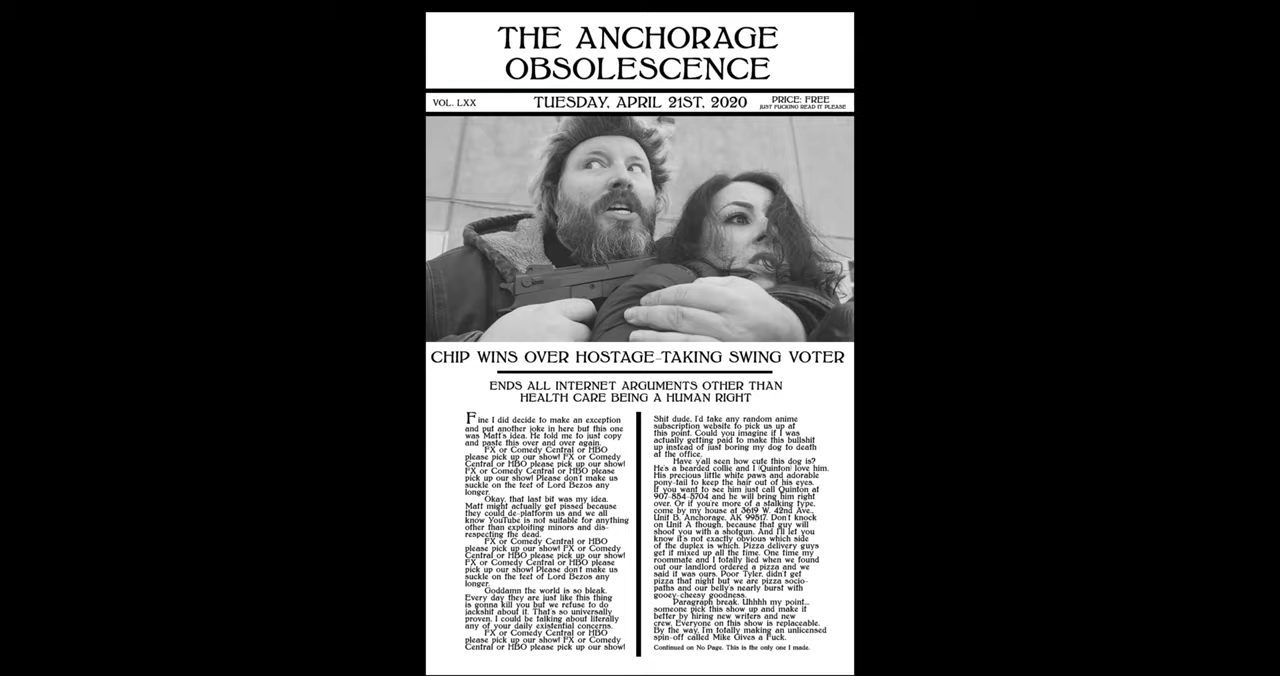 THE ANCHORAGE
OBSOLESCENCE
VOL. LXX
TUESDAY, APRIL 21ST, 2020
PRICE: FREE
JUST FUCKING READ IT PLEASE
CHIP WINS OVER HOSTAGE-TAKING SWING VOTER
ENDS ALL INTERNET ARGUMENTS OTHER THAN
HEALTH CARE BEING A HUMAN RIGHT
Fine I did decide to make an exception
and put another joke in here but this one
was Matt's idea. He told me to just copy
and paste this over and over again.
FX or Comedy Central or HBO
please pick up our show! FX or Comedy
Central or HBO please pick up our show!
FX or Comedy Central or HBO please
pick up our show! Please don't make us
suckle on the teet of Lord Bezos any
longer.
Okay, that last bit was my idea.
Matt might actually get pissed because
they could de-platform us and we all
know YouTube is not suitable for anything
other than exploiting minors and dis-
respecting the dead.
FX or Comedy Central or HBO
please pick up our show! FX or Comedy
Central or HBO please pick up our show!
FX or Comedy Central or HBO please
pick up our show! Please don't make us
suckle on the teet of Lord Bezos any
longer.
Goddamn the world is so bleak.
Every day they are just like this thing
is gonna kill you but we refuse to do
jackshit about it. That's so universally
proven, I could be talking about literally
any of your daily existential concerns.
FX or Comedy Central or HBO
please pick up our show! FX or Comedy
Central or HBO please pick up our show!
Shit dude, I'd take any random anime
subscription website to pick us up at
this point. Could you imagine if I was
actually getting paid to make this bullshit
up instead of just boring my dog to death
at the office.
Have y'all seen how cute this dog is?
He's a bearded collie and I (Quinton) love him.
His precious little white paws and adorable
pony-tail to keep the hair out of his eyes.
If you want to see him just call Quinton at
907-854-5704 and he will bring him right
over. Or if you're more of a stalking type,
come by my house at 3619 W. 42nd Ave.,
Unit B, Anchorage, AK 99517. Don't knock
on Unit A though, because that guy will
shoot you with a shotgun. And I'll let you
know it's not exactly obvious which side
of the duplex is which. Pizza delivery guys
get it mixed up all the time. One time my
roommate and I totally lied when we found
out our landlord ordered a pizza and we
said it was ours. Poor Tyler, didn't get
pizza that night but we are pizza socio-
paths and our belly's nearly burst with
gooey-cheesy goodness.
Paragraph break. Uhhhh my point...
someone pick this show up and make it
better by hiring new writers and new
crew. Everyone on this show is replaceable.
By the way, I'm totally making an unlicensed
spin-off called Mike Gives a Fuck.
Continued on No Page. This is the only one I made.